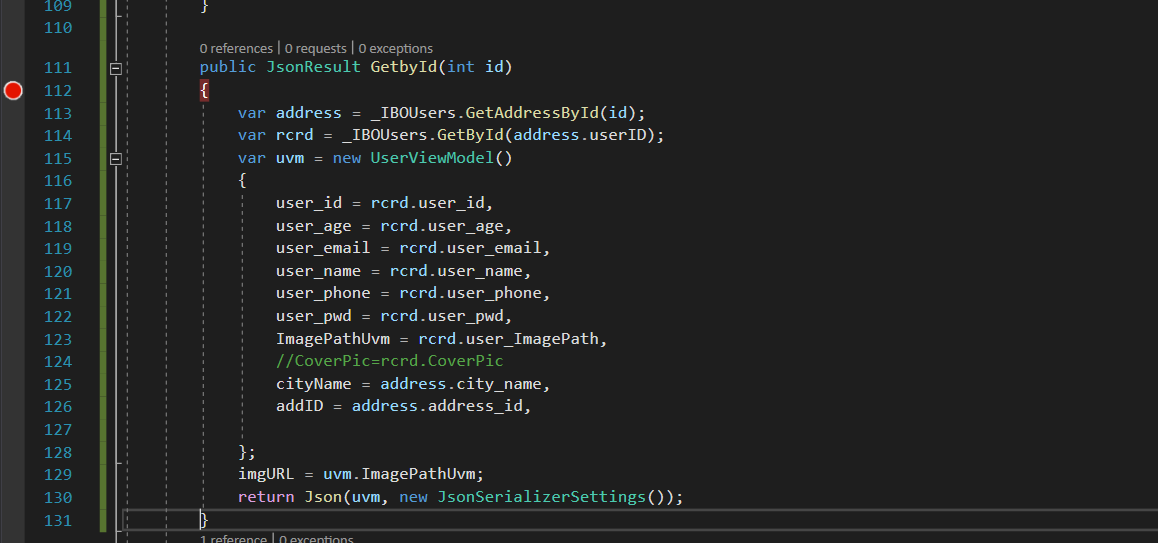 109 }
110
0 references | 0 requests | 0 exceptions
111 public JsonResult GetbyId(int id)
112 {
113 var address = _IBOUsers.GetAddressById(id);
114 var rcrd = _IBOUsers.GetById(address.userID);
115 var uvm = new UserViewModel()
116 {
117 user_id = rcrd.user_id,
118 user_age = rcrd.user_age,
119 user_email = rcrd.user_email,
120 user_name = rcrd.user_name,
121 user_phone = rcrd.user_phone,
122 user_pwd = rcrd.user_pwd,
123 ImagePathUvm = rcrd.user_ImagePath,
124 //CoverPic=rcrd.CoverPic
125 cityName = address.city_name,
126 addID = address.address_id,
127
128 };
129 imgURL = uvm.ImagePathUvm;
130 return Json(uvm, new JsonSerializerSettings());
131 }
1 reference | 0 exceptions